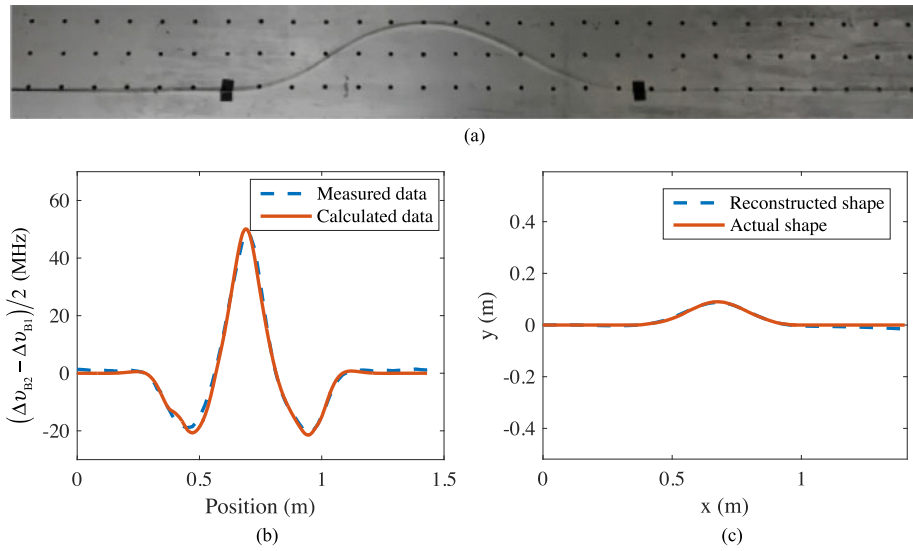 (a)
60
40
20
0
-20
0
0.5
1
1.5
Measured data
Calculated data
(Δυ_B2 − Δυ_B1)/2 (MHz)
Position (m)
(b)
0.4
0.2
0
-0.2
-0.4
0
0.5
1
Reconstructed shape
Actual shape
y (m)
x (m)
(c)